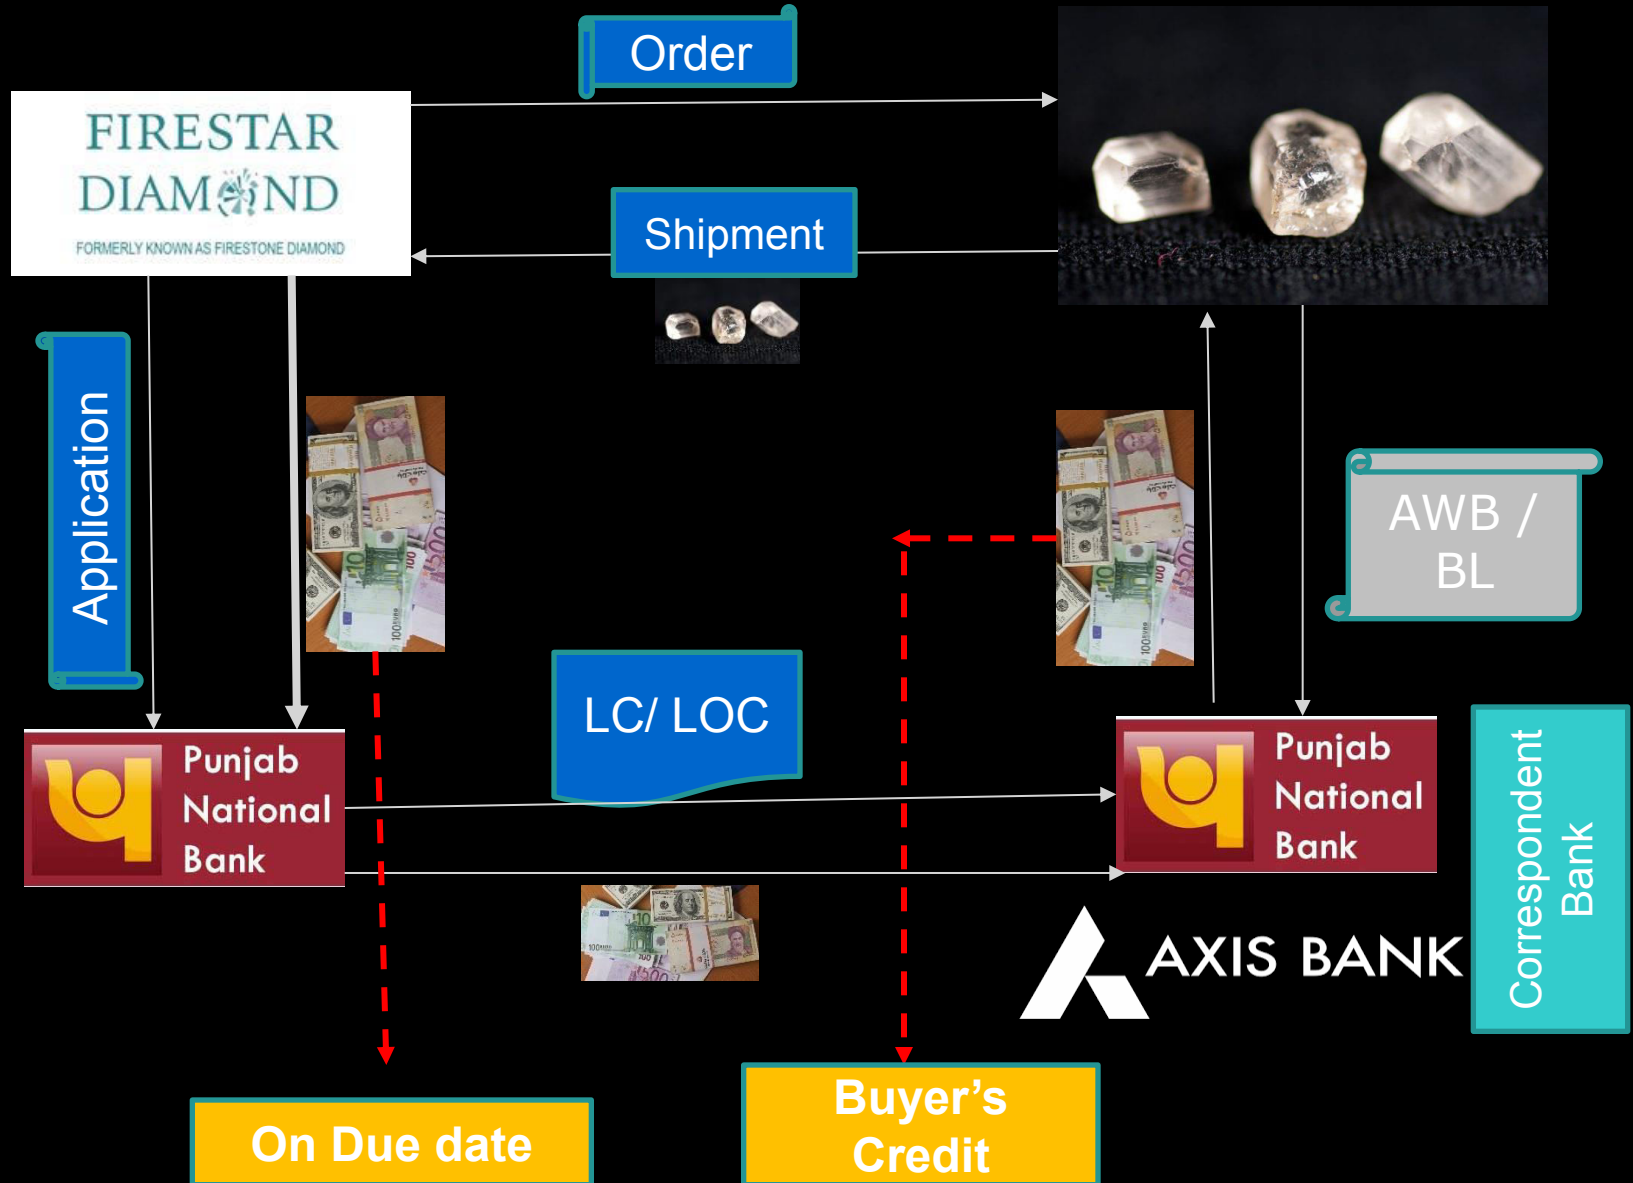 Order
FIRESTAR
DIAMOND
FORMERLY KNOWN AS FIRESTONE DIAMOND
Shipment
Application
AWB /
BL
LC/ LOC
Punjab
National
Bank
Punjab
National
Bank
Correspondent
Bank
AXIS BANK
On Due date
Buyer’s
Credit